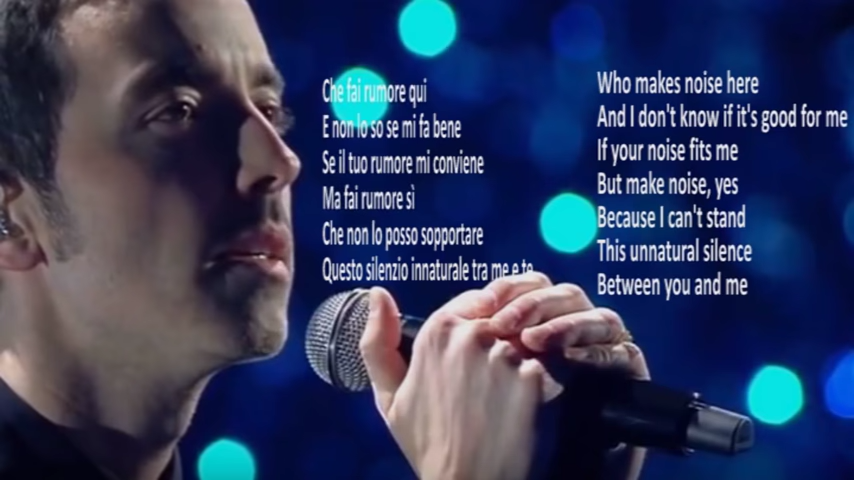 Che fai rumore qui
E non lo so se mi fa bene
Se il tuo rumore mi conviene
Ma fai rumore sì
Che non lo posso sopportare
Questo silenzio innaturale tra me e te
Who makes noise here
And I don't know if it's good for me
If your noise fits me
But make noise, yes
Because I can't stand
This unnatural silence
Between you and me